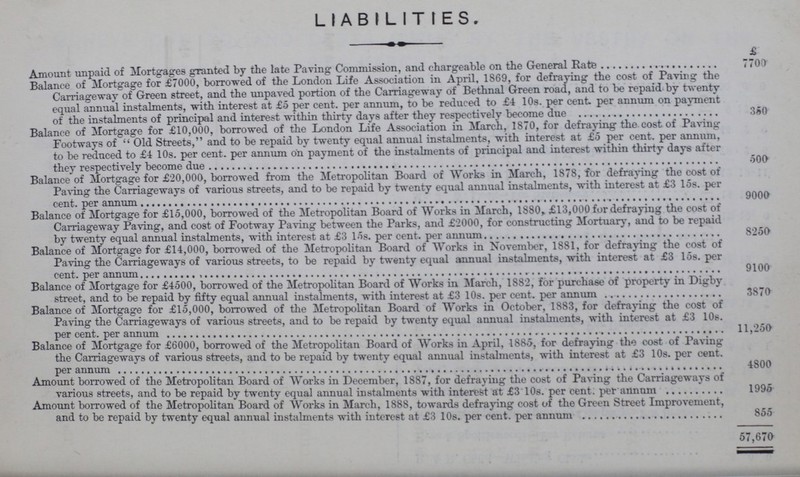 LIABILITIES.
£
Amount unpaid of Mortgages granted by the late Paving Commission, and chargeable on the General Rate .................. 7700
Balance of Mortgage for £7000, borrowed of the London Life Association in April, 1869, for defraying the cost of Paving the
Carriageway of Green street, and the unpaved portion of the Carriageway of Bethnal Green road, and to be repaid by twenty
equal annual instalments, with interest at £5 per cent. per annum, to be reduced to £4 10s. per cent. per annum on payment
of the instalments of principal and interest within thirty days after they respectively become due ........................ 350
Balance of Mortgage for £10,000, borrowed of the London Life Association in March, 1870, for defraying the cost of Paving
Footways of "Old Streets," and to be repaid by twenty equal annual instalments, with interest at £5 per cent. per annum,
to be reduced to £4 10s. per cent. per annum on payment of the instalments of principal and interest within thirty days after
they respectively become due ........................ 500
Balance of Mortgage for £20,000, borrowed from the Metropolitan Board of Works in March, 1878, for defraying the cost of
Paving the Carriageways of various streets, and to be repaid by twenty equal annual instalments, with interest at £3 15s. per
cent. per annum ........................ 9000
Balance of Mortgage for £15,000, borrowed of the Metropolitan Board of Works in March, 1880, £13,000 for defraying the cost of
Carriageway Paving, and cost of Footway Paving between the Parks, and £2000, for constructing Mortuary, and to be repaid
by twenty equal annual instalments, with interest at £3 15s. per cent. per annum ........................ 8250
Balance of Mortgage for £14,000, borrowed of the Metropolitan Board of Works in November, 1881, for defraying the cost of
Paving the Carriageways of various streets, to be repaid by twenty equal annual instalments, with interest at £3 15s. per
cent. per annum ........................ 9100
Balance of Mortgage for £4500, borrowed of the Metropolitan Board of Works in March, 1882, for purchase of property in Digby
street, and to be repaid by fifty equal annual instalments, with interest at £3 10s. per cent. per annum .................... 3870
Balance of Mortgage for £15,000, borrowed of the Metropolitan Board of Works in October, 1883, for defraying the cost of
Paving the Carriageways of various streets, and to be repaid by twenty equal annual instalments, with interest at £3 10s.
per cent. per annum ........................ 11,250
Balance of Mortgage for £6000, borrowed of the Metropolitan Board of Works in April, 1885, for defraying the cost of Paving
the Carriageways of various streets, and to be repaid by twenty equal annual instalments, with interest at £3 10s. per cent.
per annum ........................ 4800
Amount borrowed of the Metropolitan Board of Works in December, 1887, for defraying the cost of Paving the Carriageways of
various streets, and to be repaid by twenty equal annual instalments with interest at £3 10s. per cent. per annum .......... 1995
Amount borrowed of the Metropolitan Board of Works in March, 1888, towards defraying cost of the Green Street Improvement,
and to be repaid by twenty equal annual instalments with interest at £3 10s. per cent. per annum ........................ 855
57,670